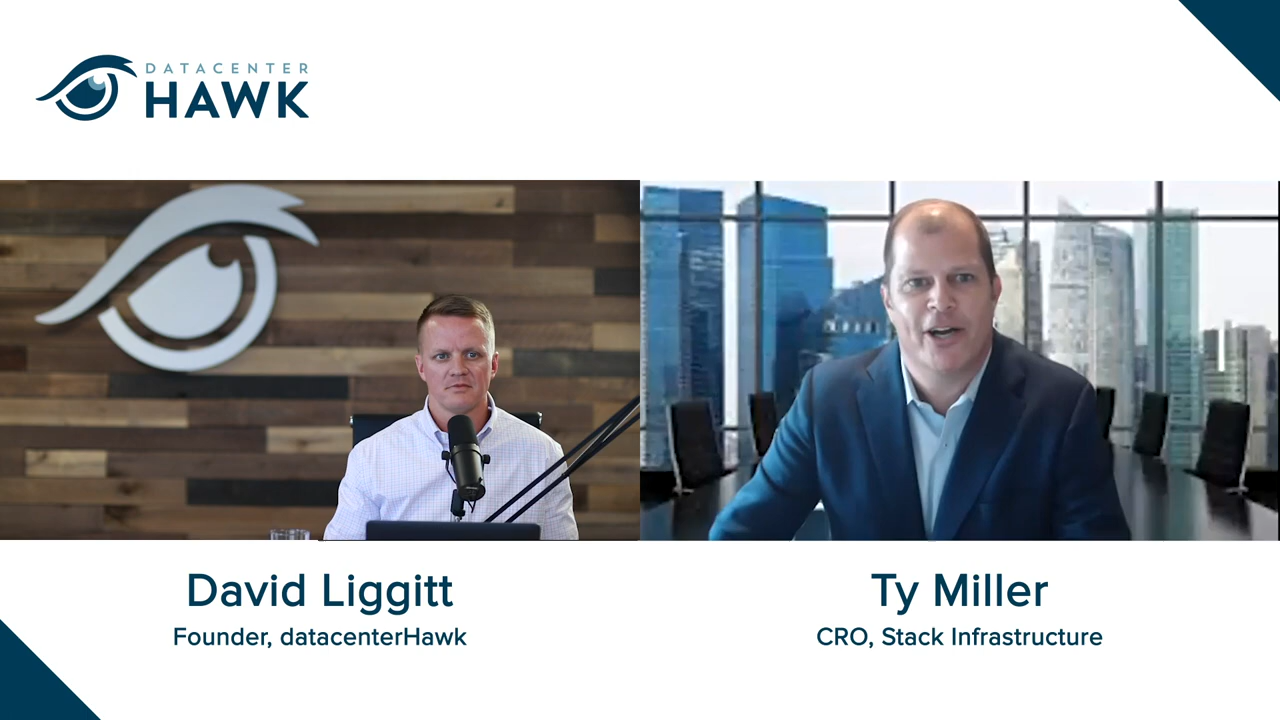 DATACENTER
HAWK
David Liggitt
Founder, datacenterHawk
Ty Miller
CRO, Stack Infrastructure